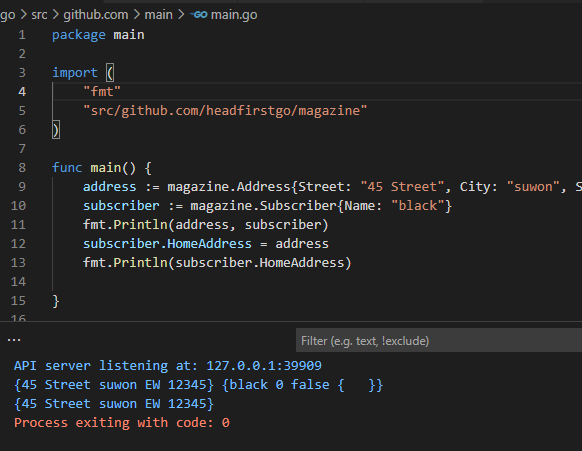 go > src > github.com > main > GO main.go
1 package main
2
3 import (
4 "fmt"
5 "src/github.com/headfirstgo/magazine"
6 )
7
8 func main() {
9 address := magazine.Address{Street: "45 Street", City: "suwon", S
10 subscriber := magazine.Subscriber{Name: "black"}
11 fmt.Println(address, subscriber)
12 subscriber.HomeAddress = address
13 fmt.Println(subscriber.HomeAddress)
14
15 }
16
... Filter (e.g. text, !exclude)
API server listening at: 127.0.0.1:39909
{45 Street suwon EW 12345} {black 0 false {   }}
{45 Street suwon EW 12345}
Process exiting with code: 0